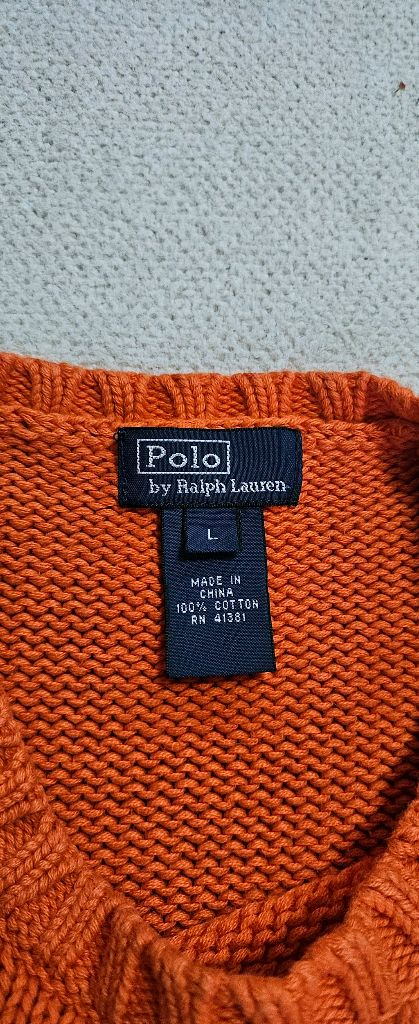 Polo
by Ralph Lauren
L
MADE IN
CHINA
100% COTTON
RN 41381